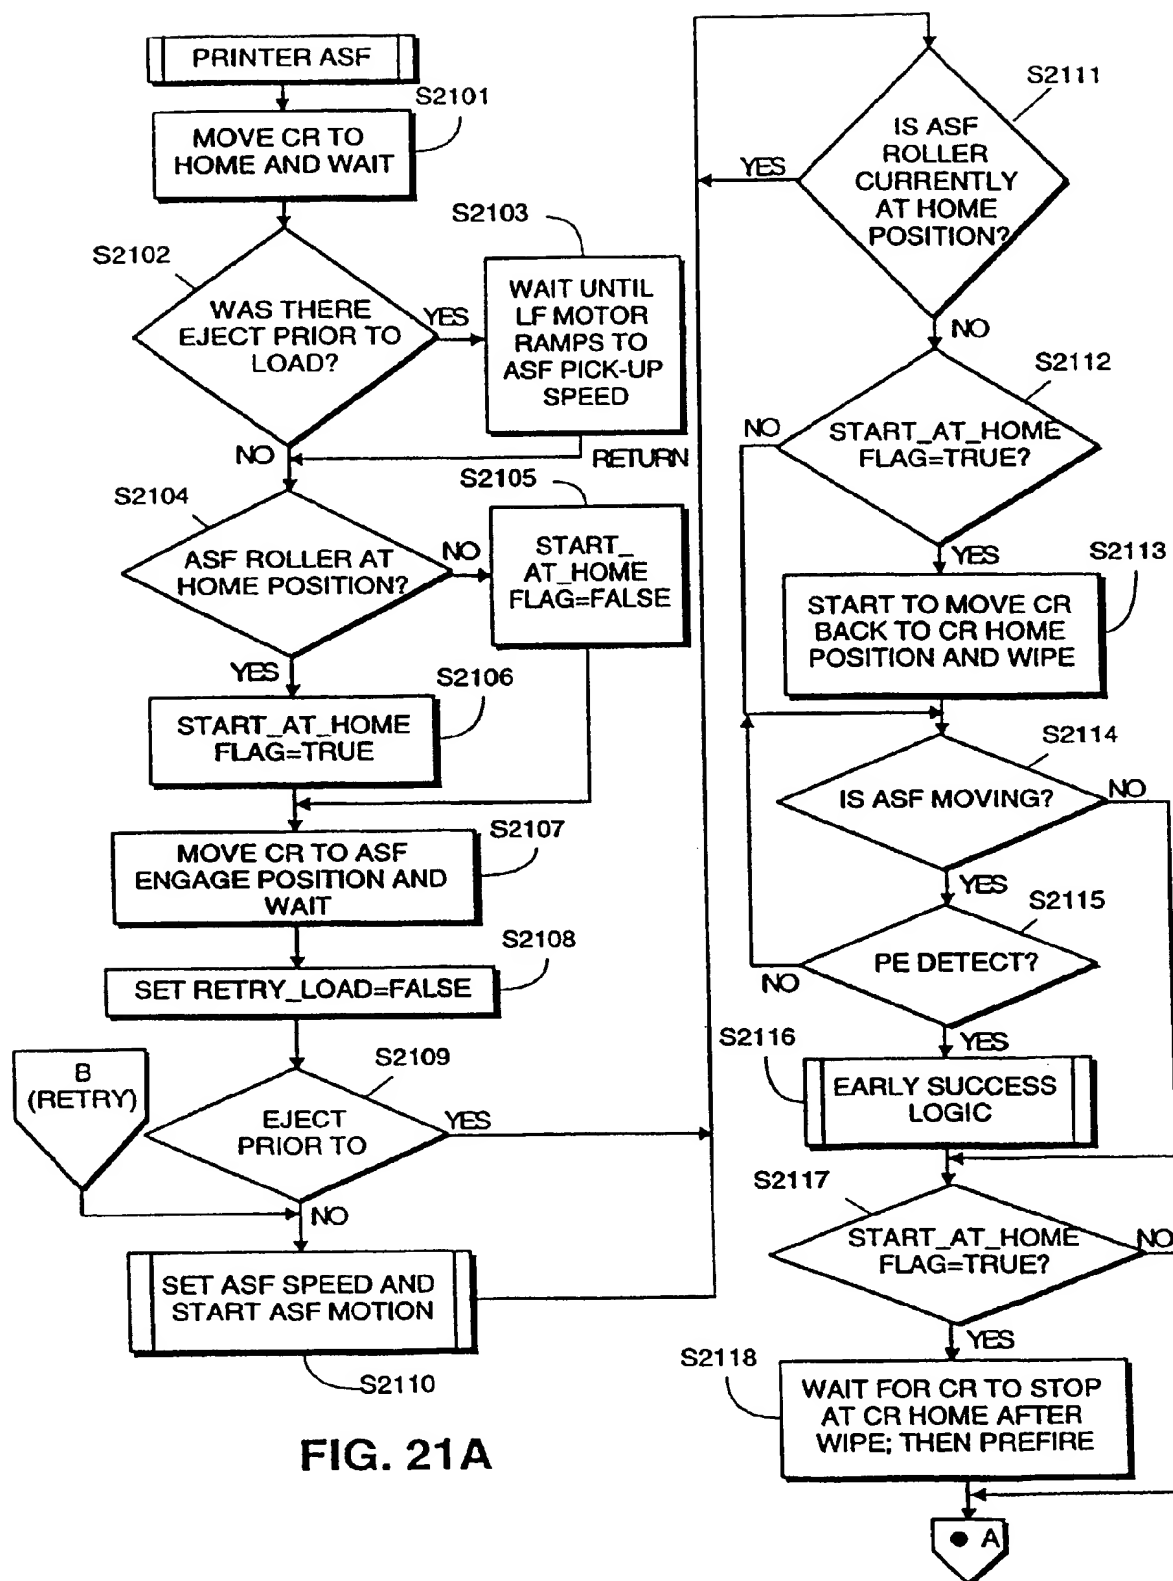 PRINTER ASF
S2101
MOVE CR TO
HOME AND WAIT
S2102
WAS THERE
EJECT PRIOR TO
LOAD?
YES
NO
S2103
WAIT UNTIL
LF MOTOR
RAMPS TO
ASF PICK-UP
SPEED
RETURN
S2104
ASF ROLLER AT
HOME POSITION?
NO
YES
S2105
START_
AT_HOME
FLAG=FALSE
S2106
START_AT_HOME
FLAG=TRUE
S2107
MOVE CR TO ASF
ENGAGE POSITION AND
WAIT
S2108
SET RETRY_LOAD=FALSE
B
(RETRY)
S2109
EJECT
PRIOR TO
YES
NO
SET ASF SPEED AND
START ASF MOTION
S2110
FIG. 21A
S2111
IS ASF
ROLLER
CURRENTLY
AT HOME
POSITION?
YES
NO
S2112
START_AT_HOME
FLAG=TRUE?
NO
YES
S2113
START TO MOVE CR
BACK TO CR HOME
POSITION AND WIPE
S2114
IS ASF MOVING?
NO
YES
S2115
PE DETECT?
NO
YES
S2116
EARLY SUCCESS
LOGIC
S2117
START_AT_HOME
FLAG=TRUE?
NO
YES
S2118
WAIT FOR CR TO STOP
AT CR HOME AFTER
WIPE; THEN PREFIRE
A